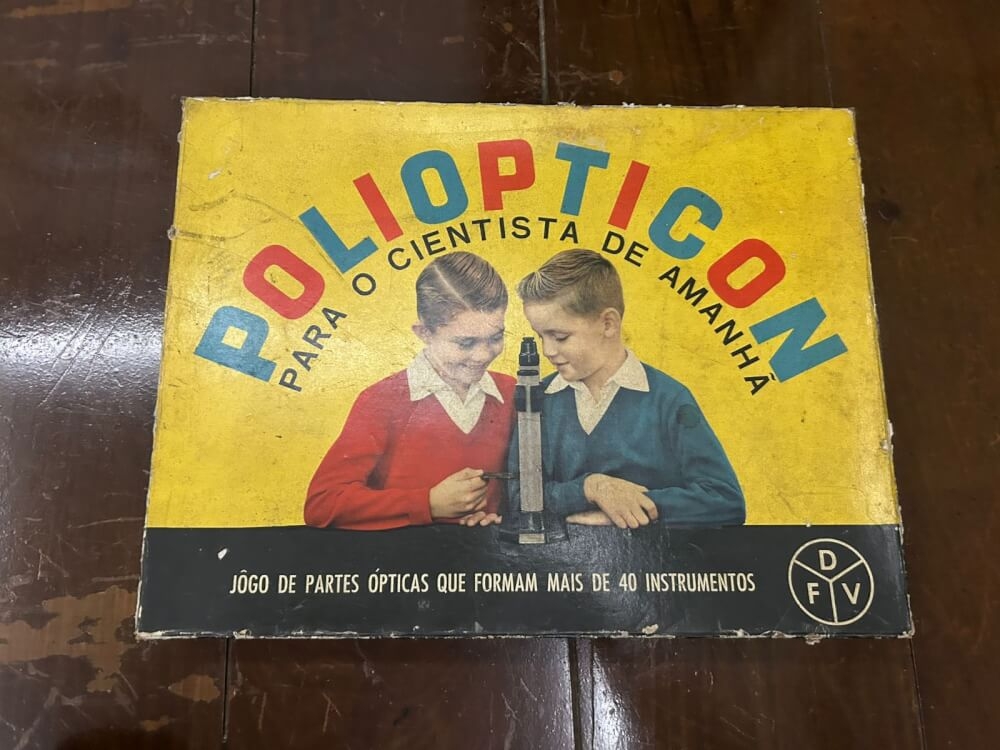 POLIOPTICON
PARA O CIENTISTA DE AMANHÃ
JÔGO DE PARTES ÓPTICAS QUE FORMAM MAIS DE 40 INSTRUMENTOS
D
F V